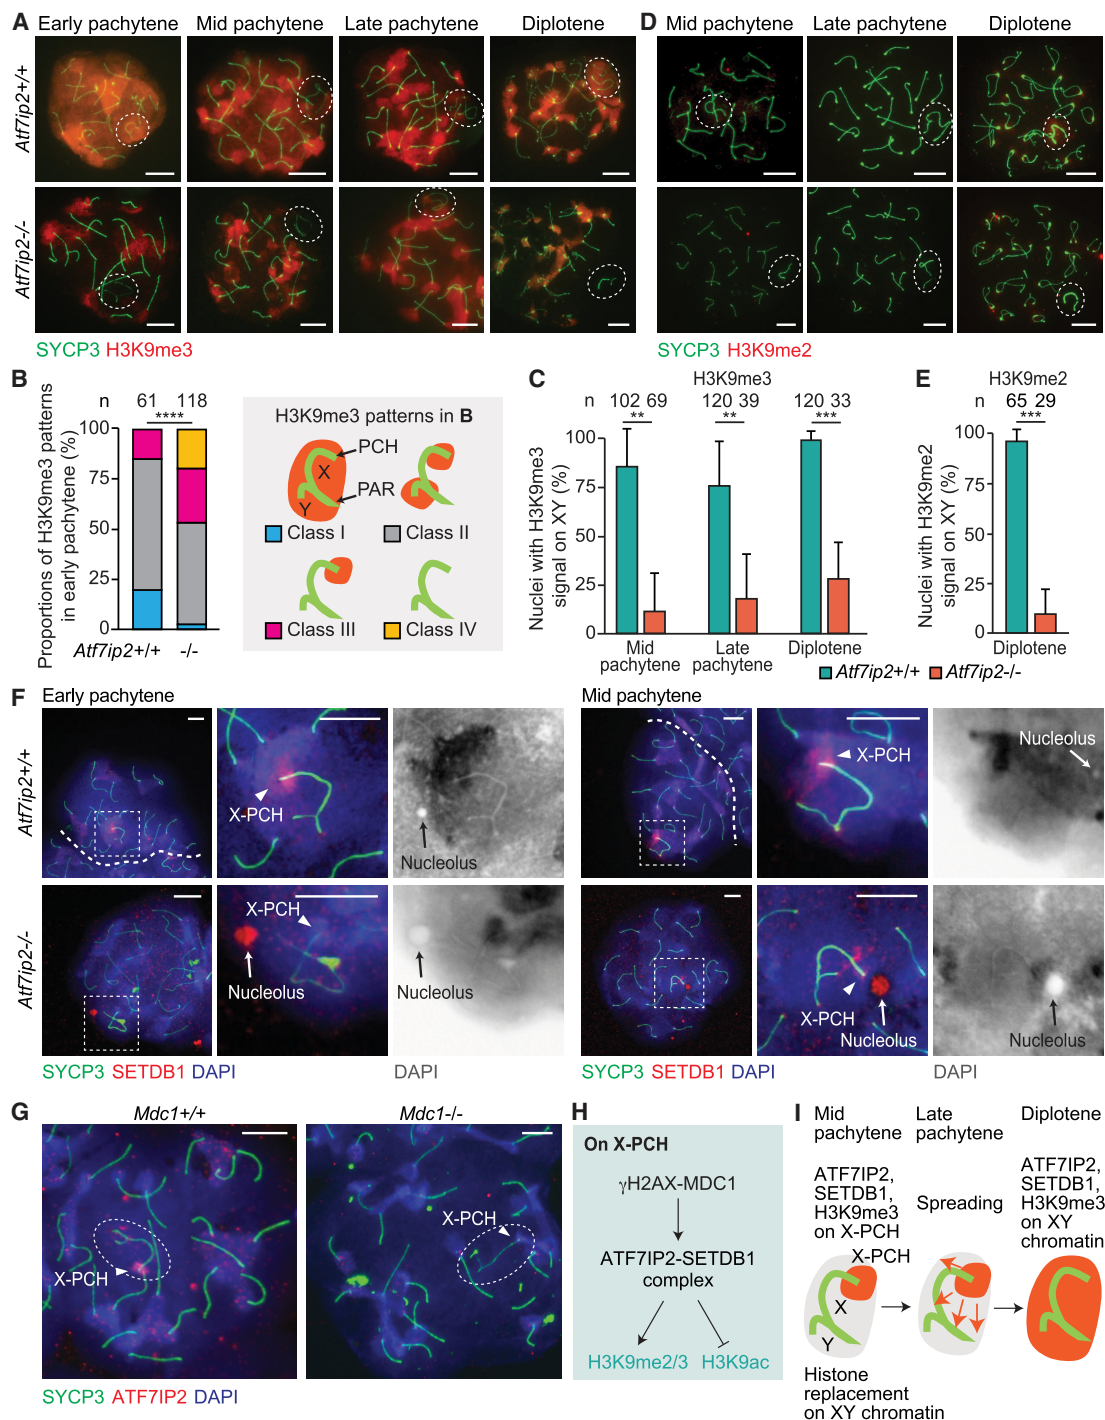 A
Early pachytene Mid pachytene Late pachytene Diplotene
Atf7ip2+/+
Atf7ip2-/-
SYCP3 H3K9me3
D
Mid pachytene Late pachytene Diplotene
SYCP3 H3K9me2
B
n 61 118
****
Proportions of H3K9me3 patterns
in early pachytene (%)
100
75
50
25
0
Atf7ip2+/+ -/-
H3K9me3 patterns in B
PCH
X
PAR
Y
Class I
Class II
Class III
Class IV
C
H3K9me3
n 102 69 120 39 120 33
** ** ***
Nuclei with H3K9me3
signal on XY (%)
100
75
50
25
0
Mid
pachytene
Late
pachytene
Diplotene
E
H3K9me2
n 65 29
***
Nuclei with H3K9me2
signal on XY (%)
100
75
50
25
0
Diplotene
Atf7ip2+/+ Atf7ip2-/-
F
Early pachytene
Mid pachytene
Atf7ip2+/+
X-PCH
Nucleolus
X-PCH
Nucleolus
Atf7ip2-/-
X-PCH
Nucleolus
Nucleolus
X-PCH
Nucleolus
Nucleolus
SYCP3 SETDB1 DAPI
DAPI
SYCP3 SETDB1 DAPI
DAPI
G
Mdc1+/+
Mdc1-/-
X-PCH
X-PCH
SYCP3 ATF7IP2 DAPI
H
On X-PCH
γH2AX-MDC1
ATF7IP2-SETDB1
complex
H3K9me2/3 H3K9ac
I
Mid
pachytene
Late
pachytene
Diplotene
ATF7IP2,
SETDB1,
H3K9me3
on X-PCH
Spreading
ATF7IP2,
SETDB1,
H3K9me3
on XY
chromatin
X-PCH
X
Y
Histone
replacement
on XY chromatin